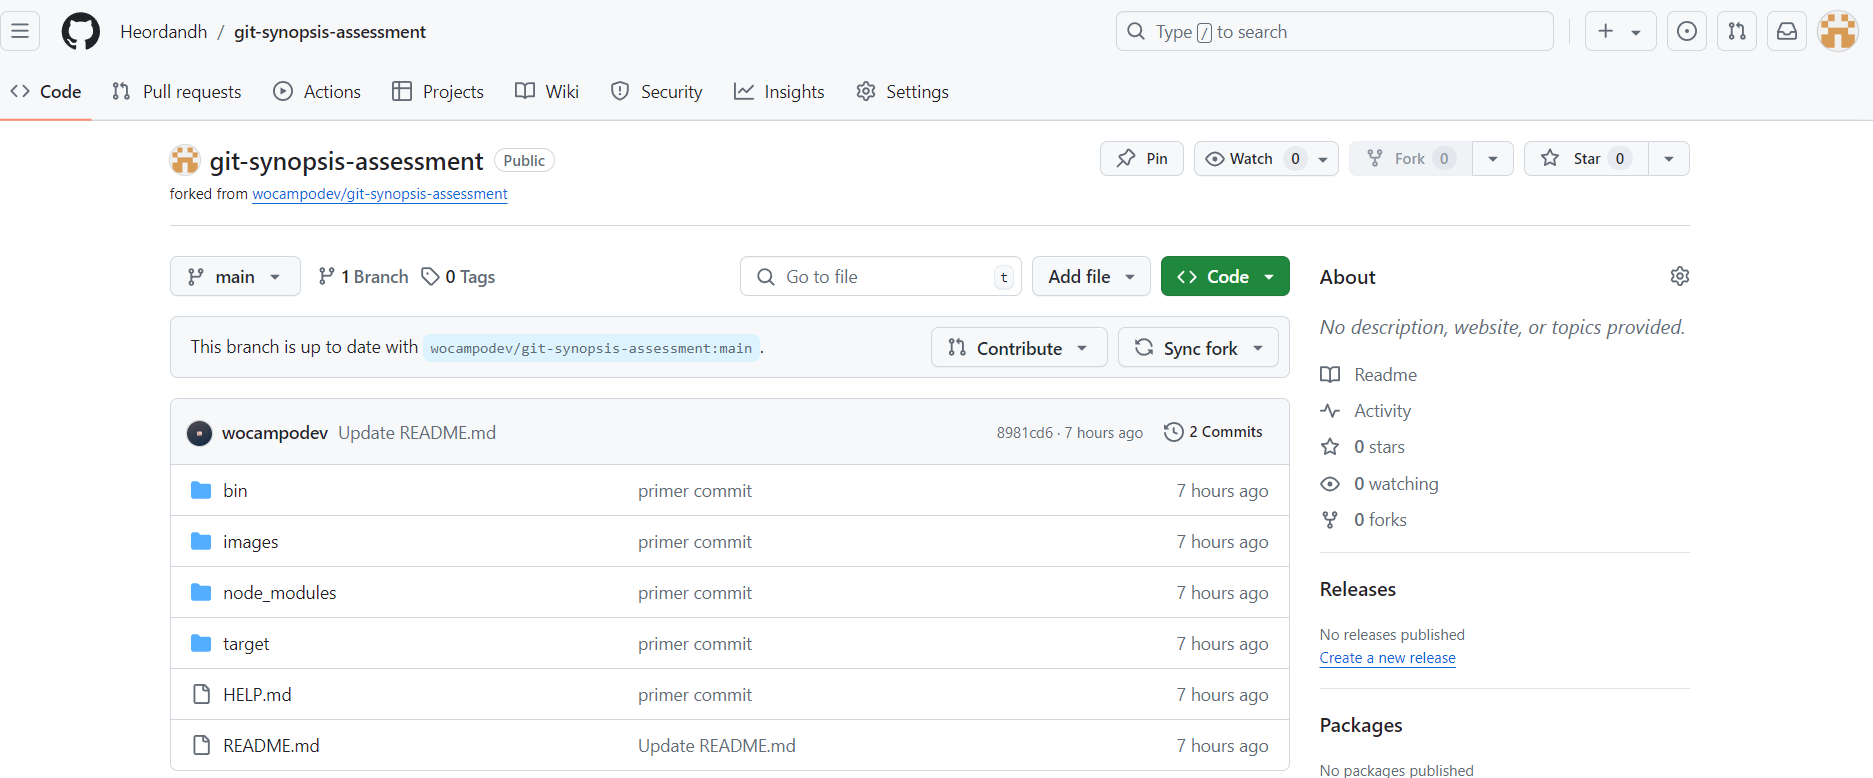 Heordandh / git-synopsis-assessment
Type / to search
Code Pull requests Actions Projects Wiki Security Insights Settings
git-synopsis-assessment Public
Pin Watch 0 Fork 0 Star 0
forked from wocampodev/git-synopsis-assessment
main 1 Branch 0 Tags Go to file t Add file Code
This branch is up to date with wocampodev/git-synopsis-assessment:main .
Contribute Sync fork
wocampodev Update README.md 8981cd6 · 7 hours ago 2 Commits
bin primer commit 7 hours ago
images primer commit 7 hours ago
node_modules primer commit 7 hours ago
target primer commit 7 hours ago
HELP.md primer commit 7 hours ago
README.md Update README.md 7 hours ago
About
No description, website, or topics provided.
Readme
Activity
0 stars
0 watching
0 forks
Releases
No releases published
Create a new release
Packages
No packages published